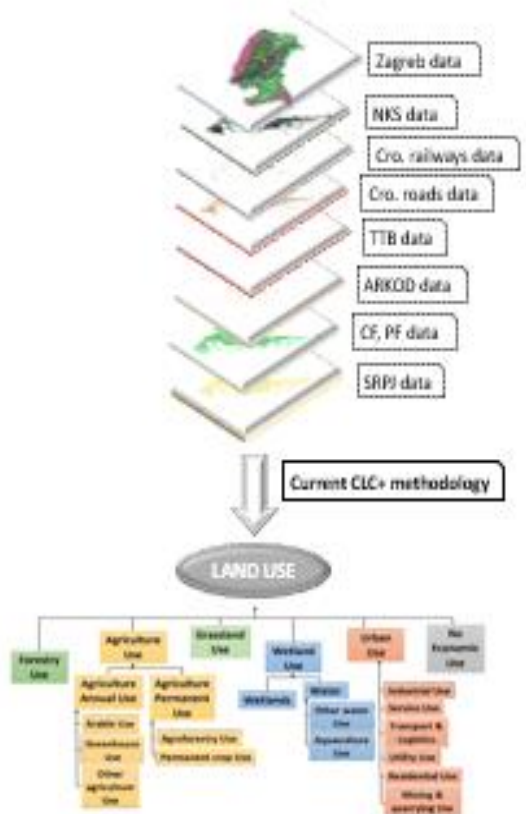 Zagreb data
NKS data
Cro. railways data
Cro. roads data
TTB data
ARKOD data
CF, PF data
SRPJ data
Current CLC+ methodology
LAND USE
Forestry
Use
Agriculture
Use
Grassland
Use
Wetland
Use
Urban
Use
No
Economic
Use
Agriculture
Annual Use
Agriculture
Permanent
Use
Wetlands
Water
Industrial Use
Service Use
Transport &
Logistics
Utility Use
Residential Use
Mining &
quarrying Use
Arable Use
Greenhouse
Use
Other
agriculture
Use
Agroforestry Use
Permanent crop Use
Other water
Use
Aquaculture
Use